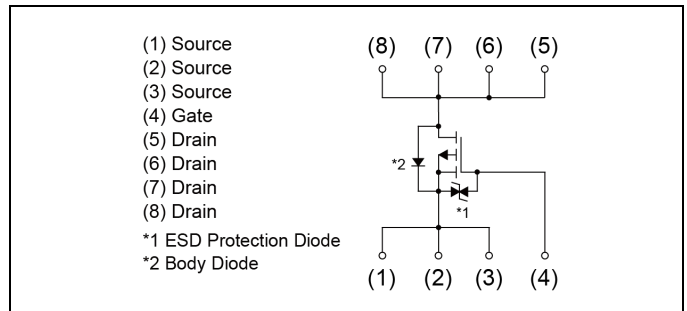 (1) Source
(2) Source
(3) Source
(4) Gate
(5) Drain
(6) Drain
(7) Drain
(8) Drain
*1 ESD Protection Diode
*2 Body Diode
(8) (7) (6) (5)
*2
*1
(1) (2) (3) (4)